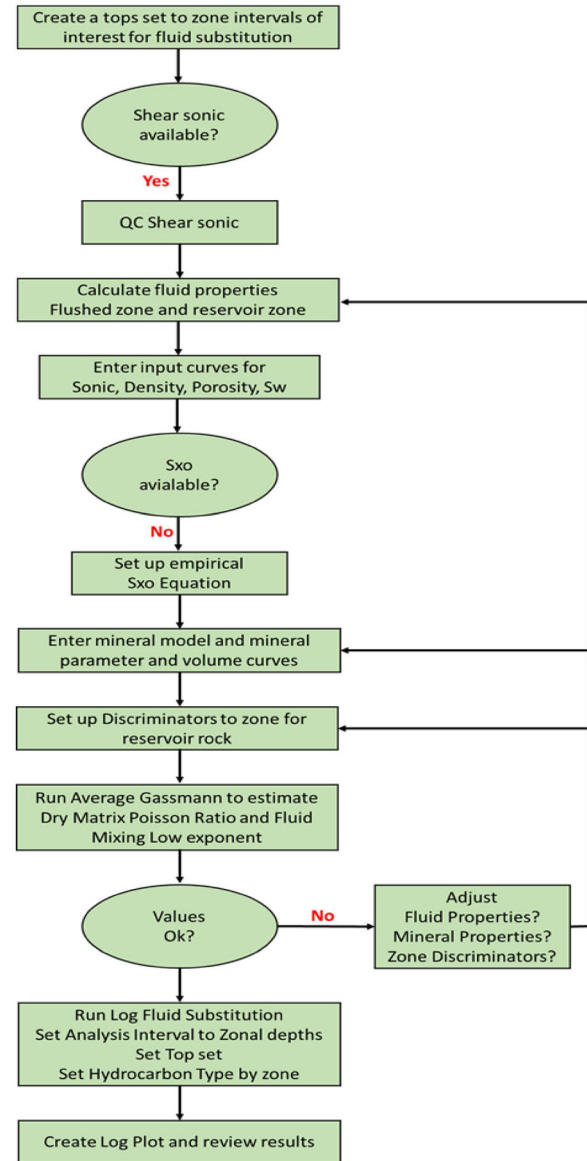 Create a tops set to zone intervals of
interest for fluid substitution
Shear sonic
available?
Yes
QC Shear sonic
Calculate fluid properties
Flushed zone and reservoir zone
Enter input curves for
Sonic, Density, Porosity, Sw
Sxo
avialable?
No
Set up empirical
Sxo Equation
Enter mineral model and mineral
parameter and volume curves
Set up Discriminators to zone for
reservoir rock
Run Average Gassmann to estimate
Dry Matrix Poisson Ratio and Fluid
Mixing Low exponent
Values
Ok?
No
Adjust
Fluid Properties?
Mineral Properties?
Zone Discriminators?
Run Log Fluid Substitution
Set Analysis Interval to Zonal depths
Set Top set
Set Hydrocarbon Type by zone
Create Log Plot and review results